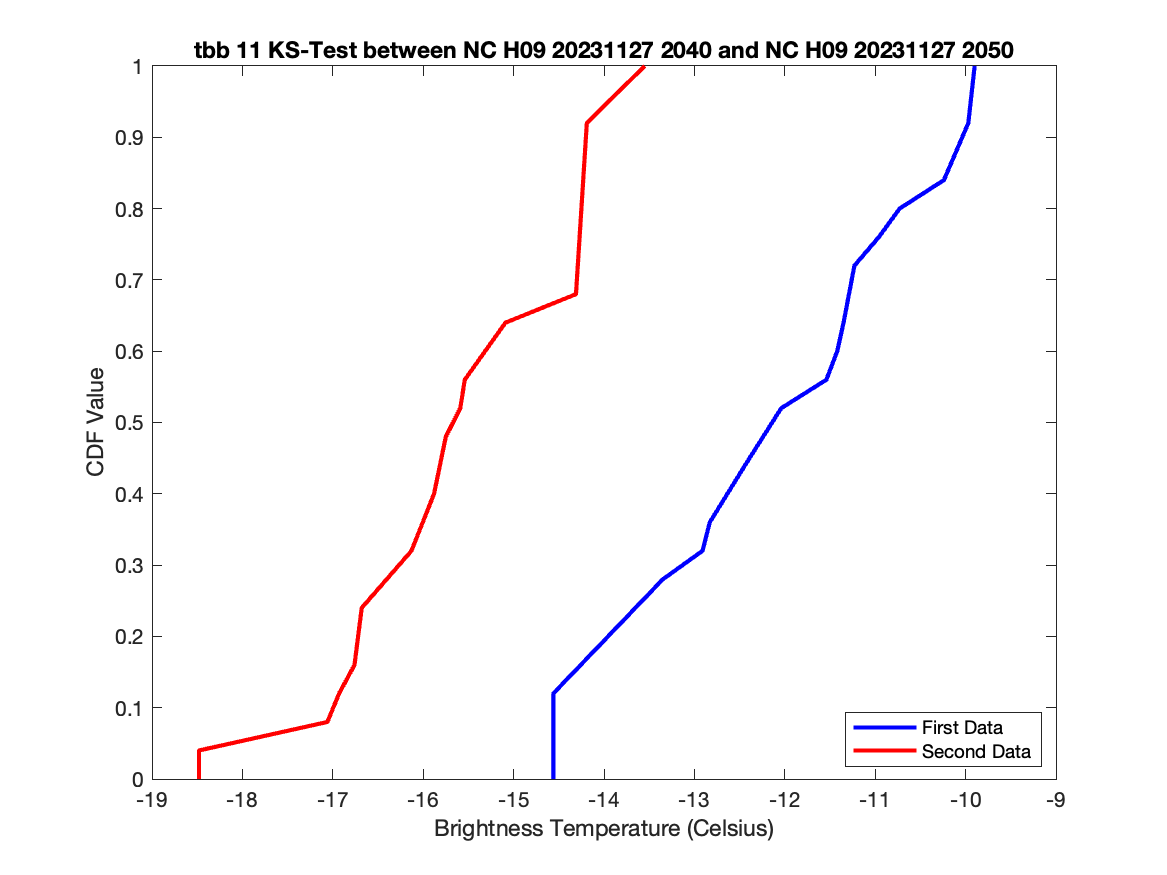 tbb 11 KS-Test between NC H09 20231127 2040 and NC H09 20231127 2050
1
0.9
0.8
0.7
0.6
0.5
0.4
0.3
0.2
0.1
0
CDF Value
First Data
Second Data
-19 -18 -17 -16 -15 -14 -13 -12 -11 -10 -9
Brightness Temperature (Celsius)